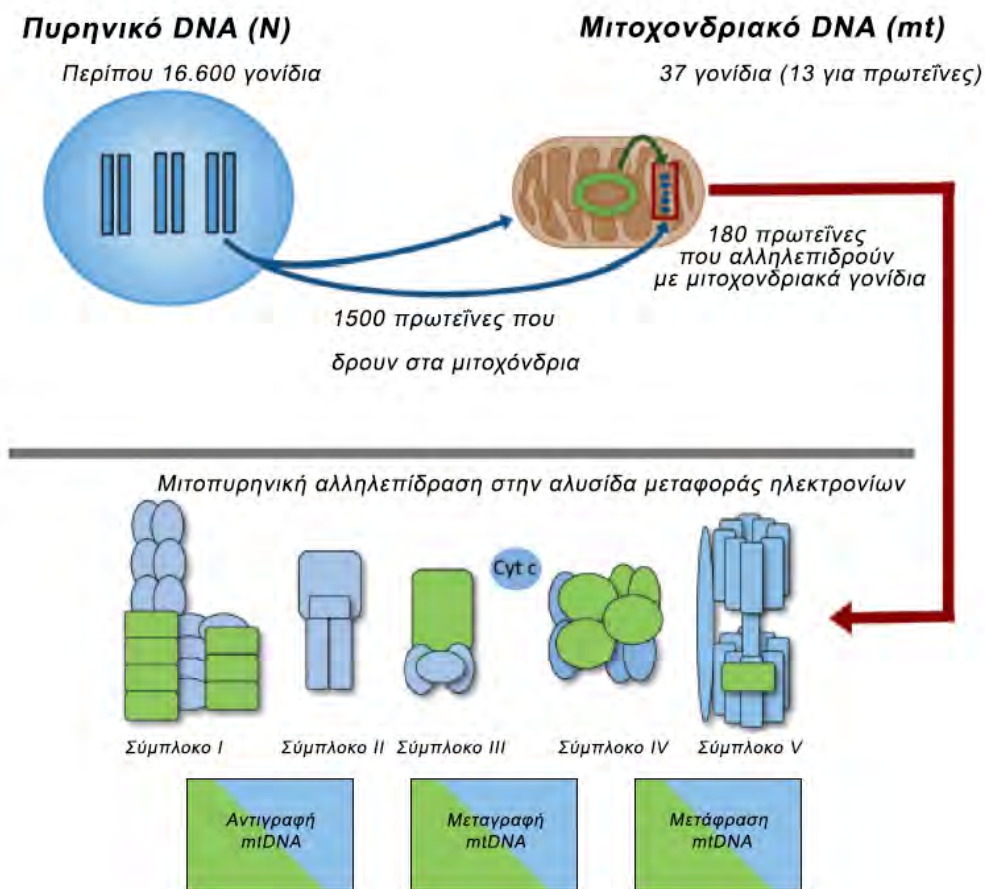 Πυρηνικό DNA (N)
Περίπου 16.600 γονίδια
Μιτοχονδριακό DNA (mt)
37 γονίδια (13 για πρωτεΐνες)
180 πρωτεΐνες
που αλληλεπιδρούν
με μιτοχονδριακά γονίδια
1500 πρωτεΐνες που
δρουν στα μιτοχόνδρια
Μιτοπυρηνική αλληλεπίδραση στην αλυσίδα μεταφοράς ηλεκτρονίων
Cyt c
Σύμπλοκο I
Σύμπλοκο II
Σύμπλοκο III
Σύμπλοκο IV
Σύμπλοκο V
Αντιγραφή
mtDNA
Μεταγραφή
mtDNA
Μετάφραση
mtDNA